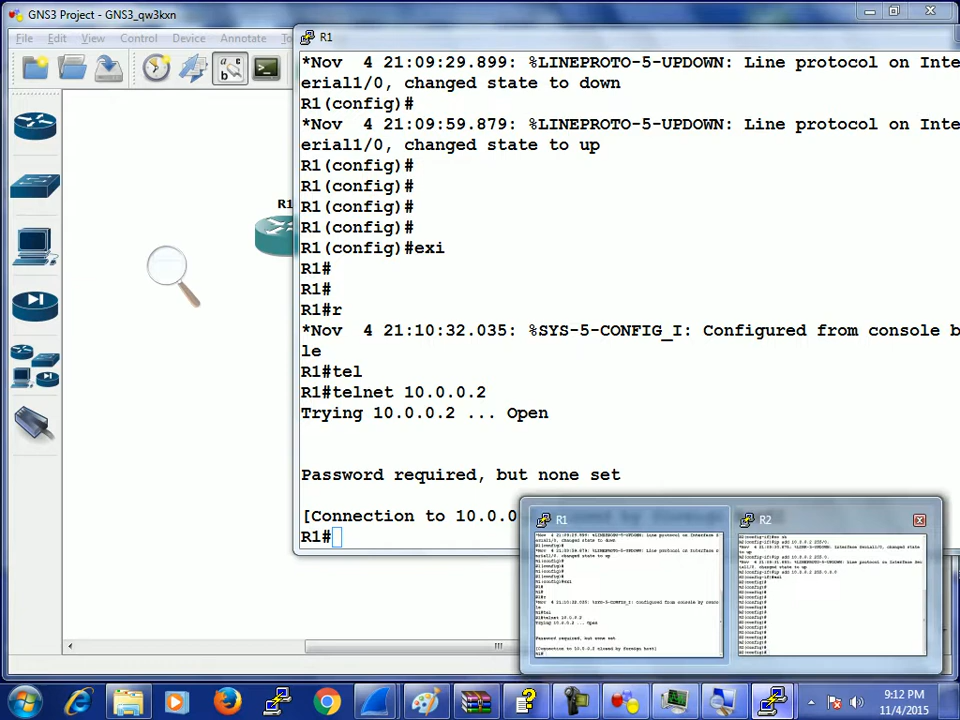 GNS3 Project - GNS3_qw3kxn
File Edit View Control Device Annotate To
R1
R1
*Nov  4 21:09:29.899: %LINEPROTO-5-UPDOWN: Line protocol on Inte
erial1/0, changed state to down
R1(config)#
*Nov  4 21:09:59.879: %LINEPROTO-5-UPDOWN: Line protocol on Inte
erial1/0, changed state to up
R1(config)#
R1(config)#
R1(config)#
R1(config)#
R1(config)#exi
R1#
R1#
R1#r
*Nov  4 21:10:32.035: %SYS-5-CONFIG_I: Configured from console b
le
R1#tel
R1#telnet 10.0.0.2
Trying 10.0.0.2 ... Open
Password required, but none set
[Connection to 10.0.0
R1#
R1
R2
9:12 PM
11/4/2015